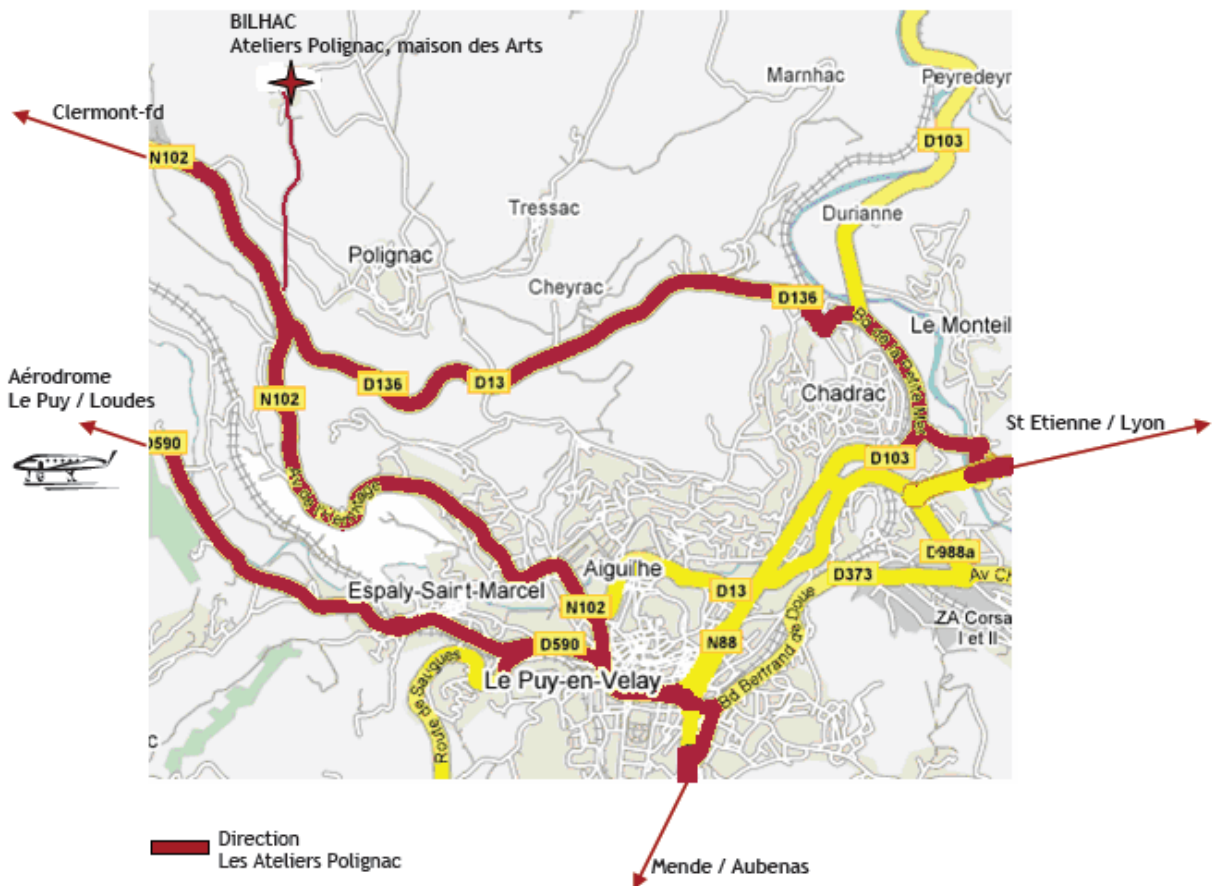 BILHAC
Ateliers Polignac, maison des Arts
Marnhac
Peyredeyr
Clermont-fd
D103
N102
Tressac
Durianne
Polignac
Cheyrac
D136
Le Monteil
Aérodrome
Le Puy / Loudes
D136
D13
N102
Chadrac
St Etienne / Lyon
D590
D103
D988a
Aiguilhe
D373
Av Ch
Espaly-Saint-Marcel
D13
N102
ZA Corsa
I et II
D590
N88
Bd Bertrand de Doue
Le Puy-en-Velay
Route de Saugues
c
Direction
Les Ateliers Polignac
Mende / Aubenas